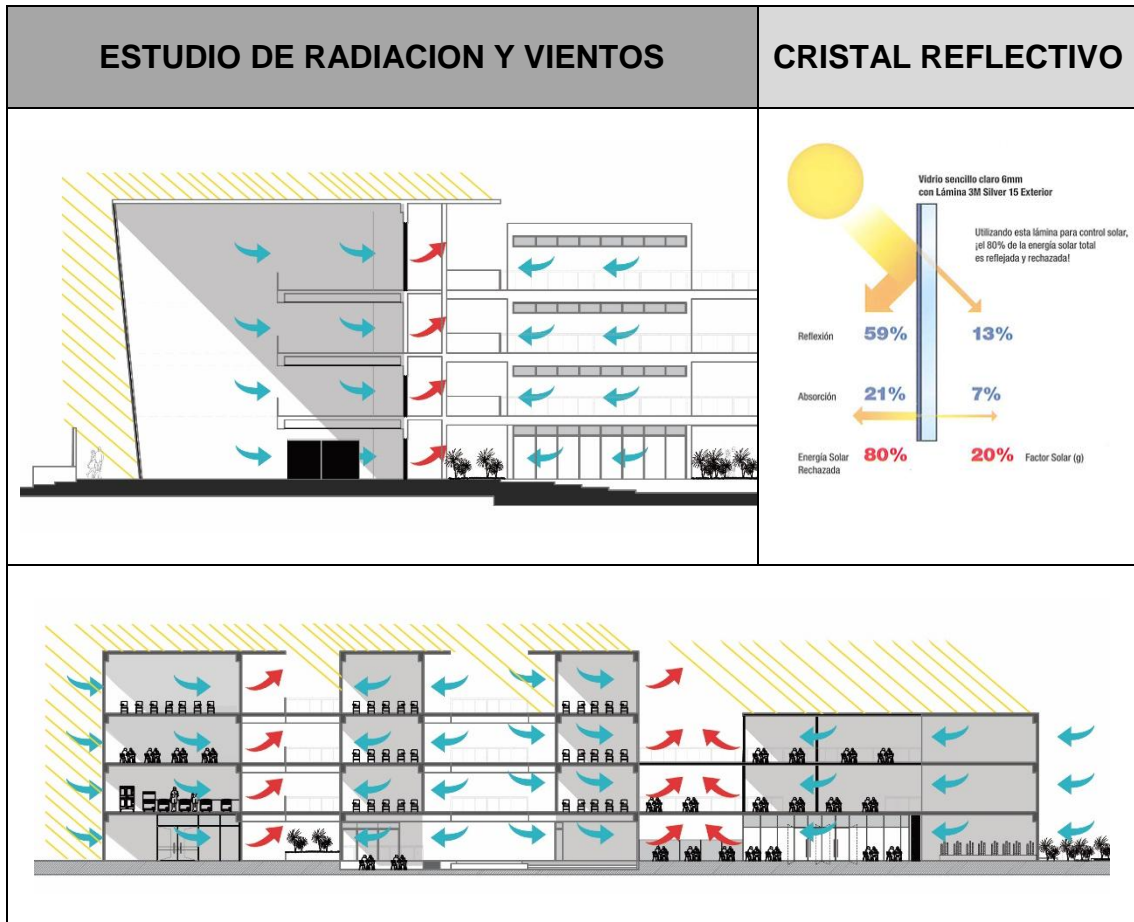 ESTUDIO DE RADIACION Y VIENTOS
CRISTAL REFLECTIVO
Vidrio sencillo claro 6mm
con Lámina 3M Silver 15 Exterior
Utilizando esta lámina para control solar,
¡el 80% de la energía solar total
es reflejada y rechazada!
Reflexión 59% 13%
Absorción 21% 7%
Energía Solar
Rechazada 80% 20% Factor Solar (g)